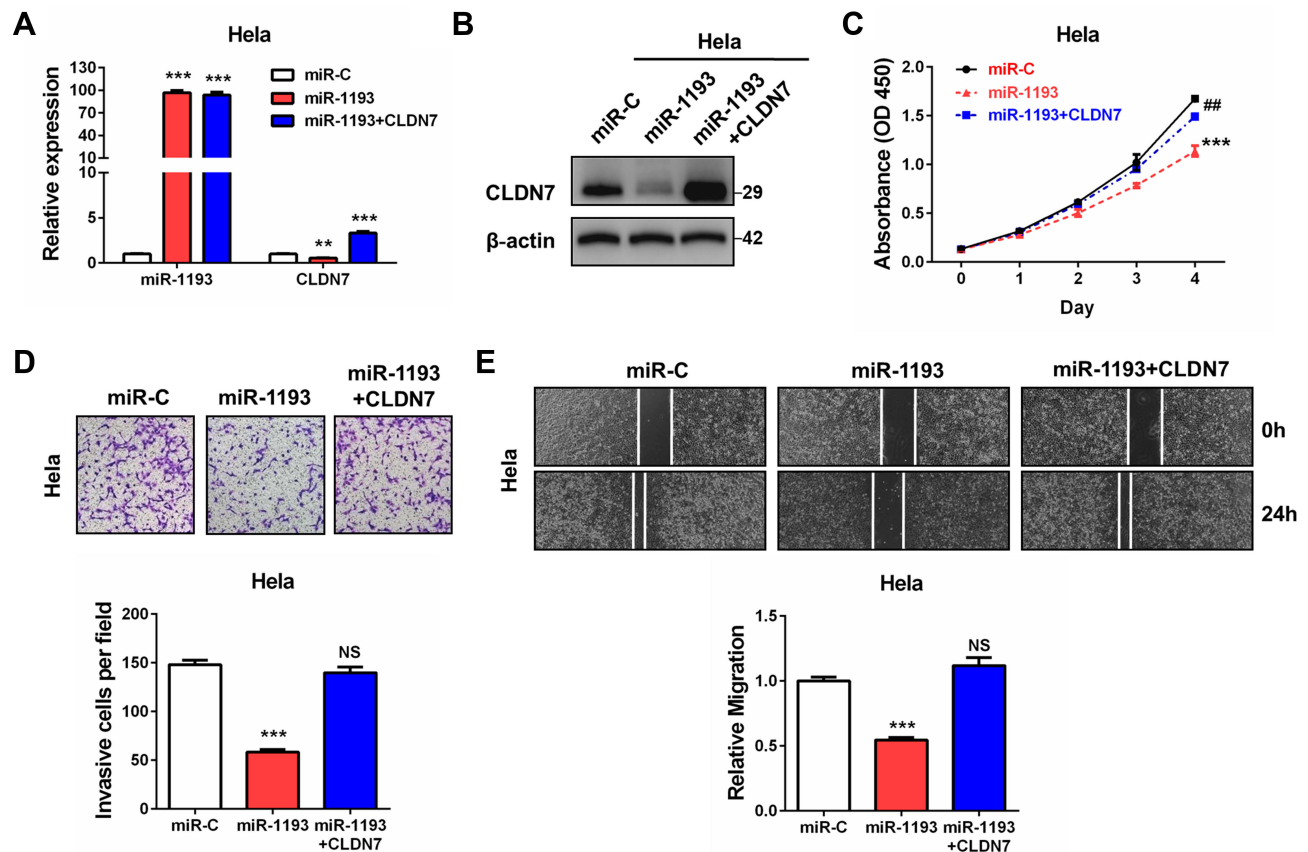 A
Hela
Relative expression
130
100
70
40
10
10
5
0
***
***
**
***
miR-C
miR-1193
miR-1193+CLDN7
miR-1193
CLDN7
B
Hela
miR-C
miR-1193
miR-1193
+CLDN7
CLDN7
29
β-actin
42
C
Hela
Absorbance (OD 450)
2.0
1.5
1.0
0.5
0.0
miR-C
miR-1193
miR-1193+CLDN7
##
***
0
1
2
3
4
Day
D
miR-C
miR-1193
miR-1193
+CLDN7
Hela
Hela
Invasive cells per field
200
150
100
50
0
***
NS
miR-C
miR-1193
miR-1193
+CLDN7
E
miR-C
miR-1193
miR-1193+CLDN7
Hela
0h
24h
Hela
Relative Migration
1.5
1.0
0.5
0.0
***
NS
miR-C
miR-1193
miR-1193
+CLDN7